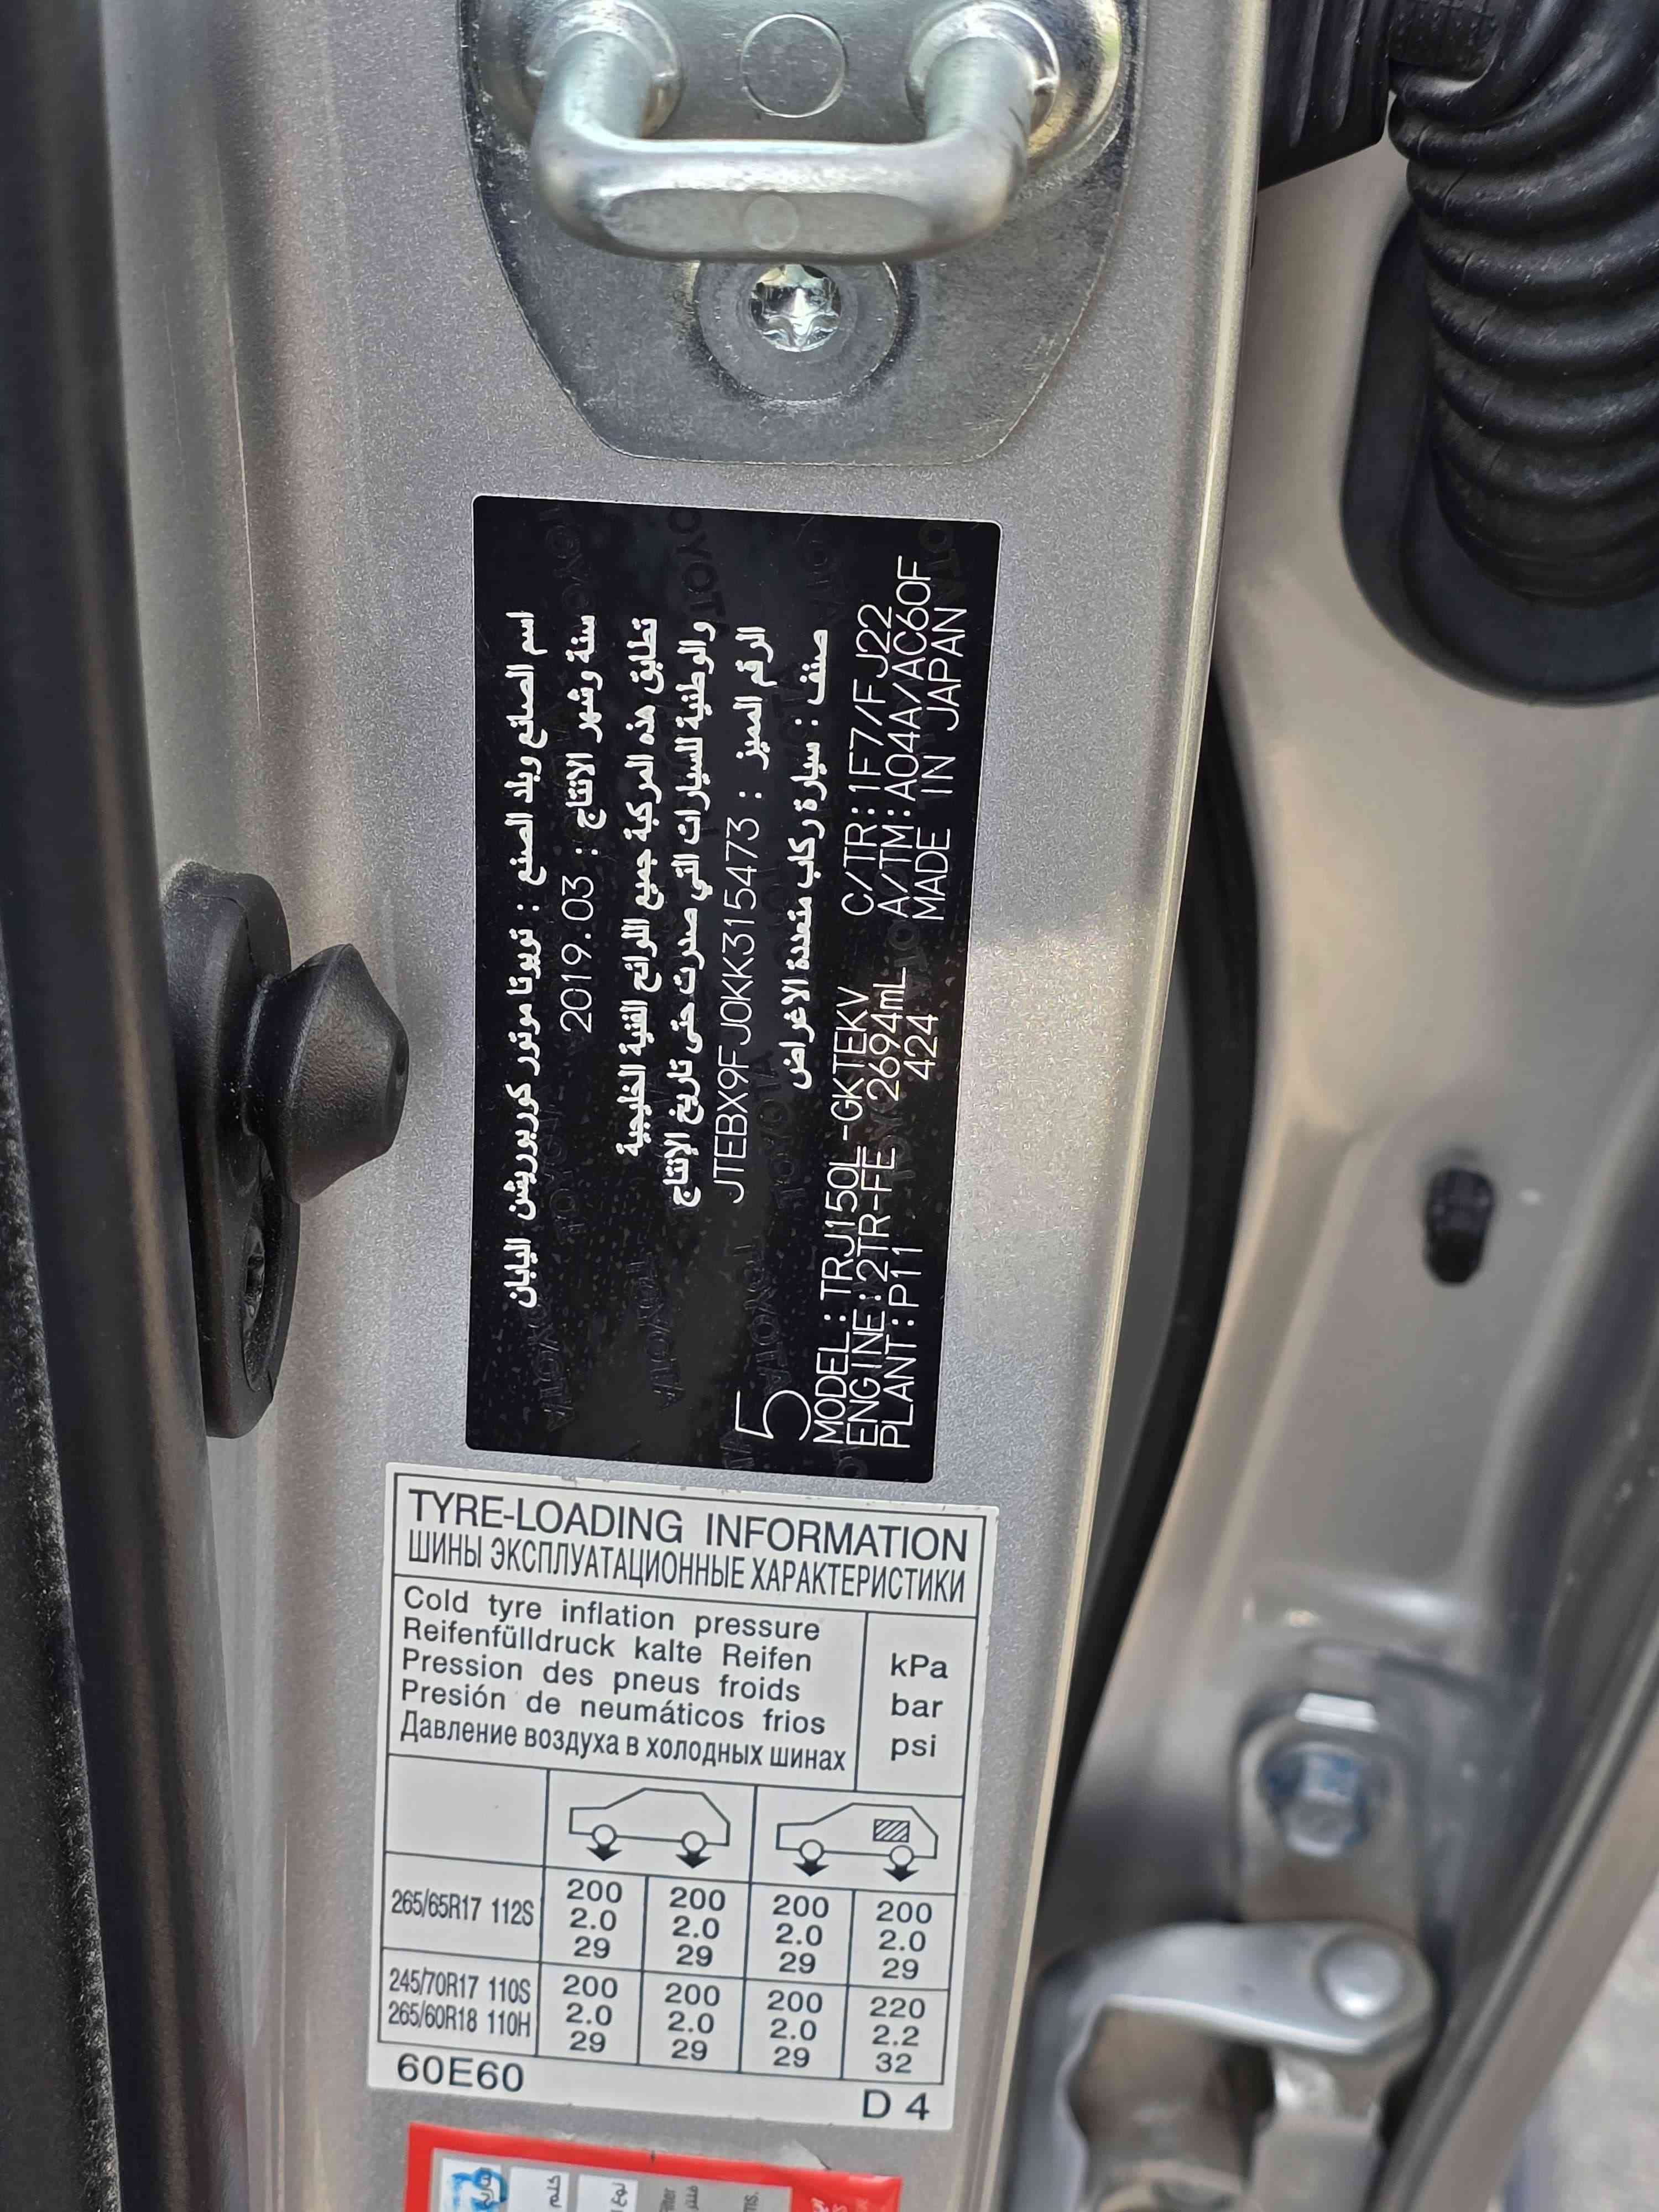 اسم الصانع وبلد الصنع : تويوتا موتور كوربوريشن اليابان
سنة وشهر الانتاج : 2019.03
تطابق هذه المركبة جميع اللوائح الفنية الخليجية
والوطنية للسيارات التي صدرت حتى تاريخ الإنتاج
الرقم المميز : JTEBX9FJ0KK315473
صنف : سيارة ركاب متعددة الاغراض
5
MODEL:TRJ150L-GKTEKV C/TR:1F7/FJ22
ENGINE:2TR-FE 2694mL A/TM:A04A/AC60F
PLANT:P11 424 MADE IN JAPAN
TYRE-LOADING INFORMATION
ШИНЫ ЭКСПЛУАТАЦИОННЫЕ ХАРАКТЕРИСТИКИ
Cold tyre inflation pressure
Reifenfülldruck kalte Reifen
Pression des pneus froids
Presión de neumáticos frios
Давление воздуха в холодных шинах
kPa
bar
psi
265/65R17 112S
200 200 200 200
2.0 2.0 2.0 2.0
29 29 29 29
245/70R17 110S
265/60R18 110H
200 200 200 220
2.0 2.0 2.0 2.2
29 29 29 32
60E60 D 4